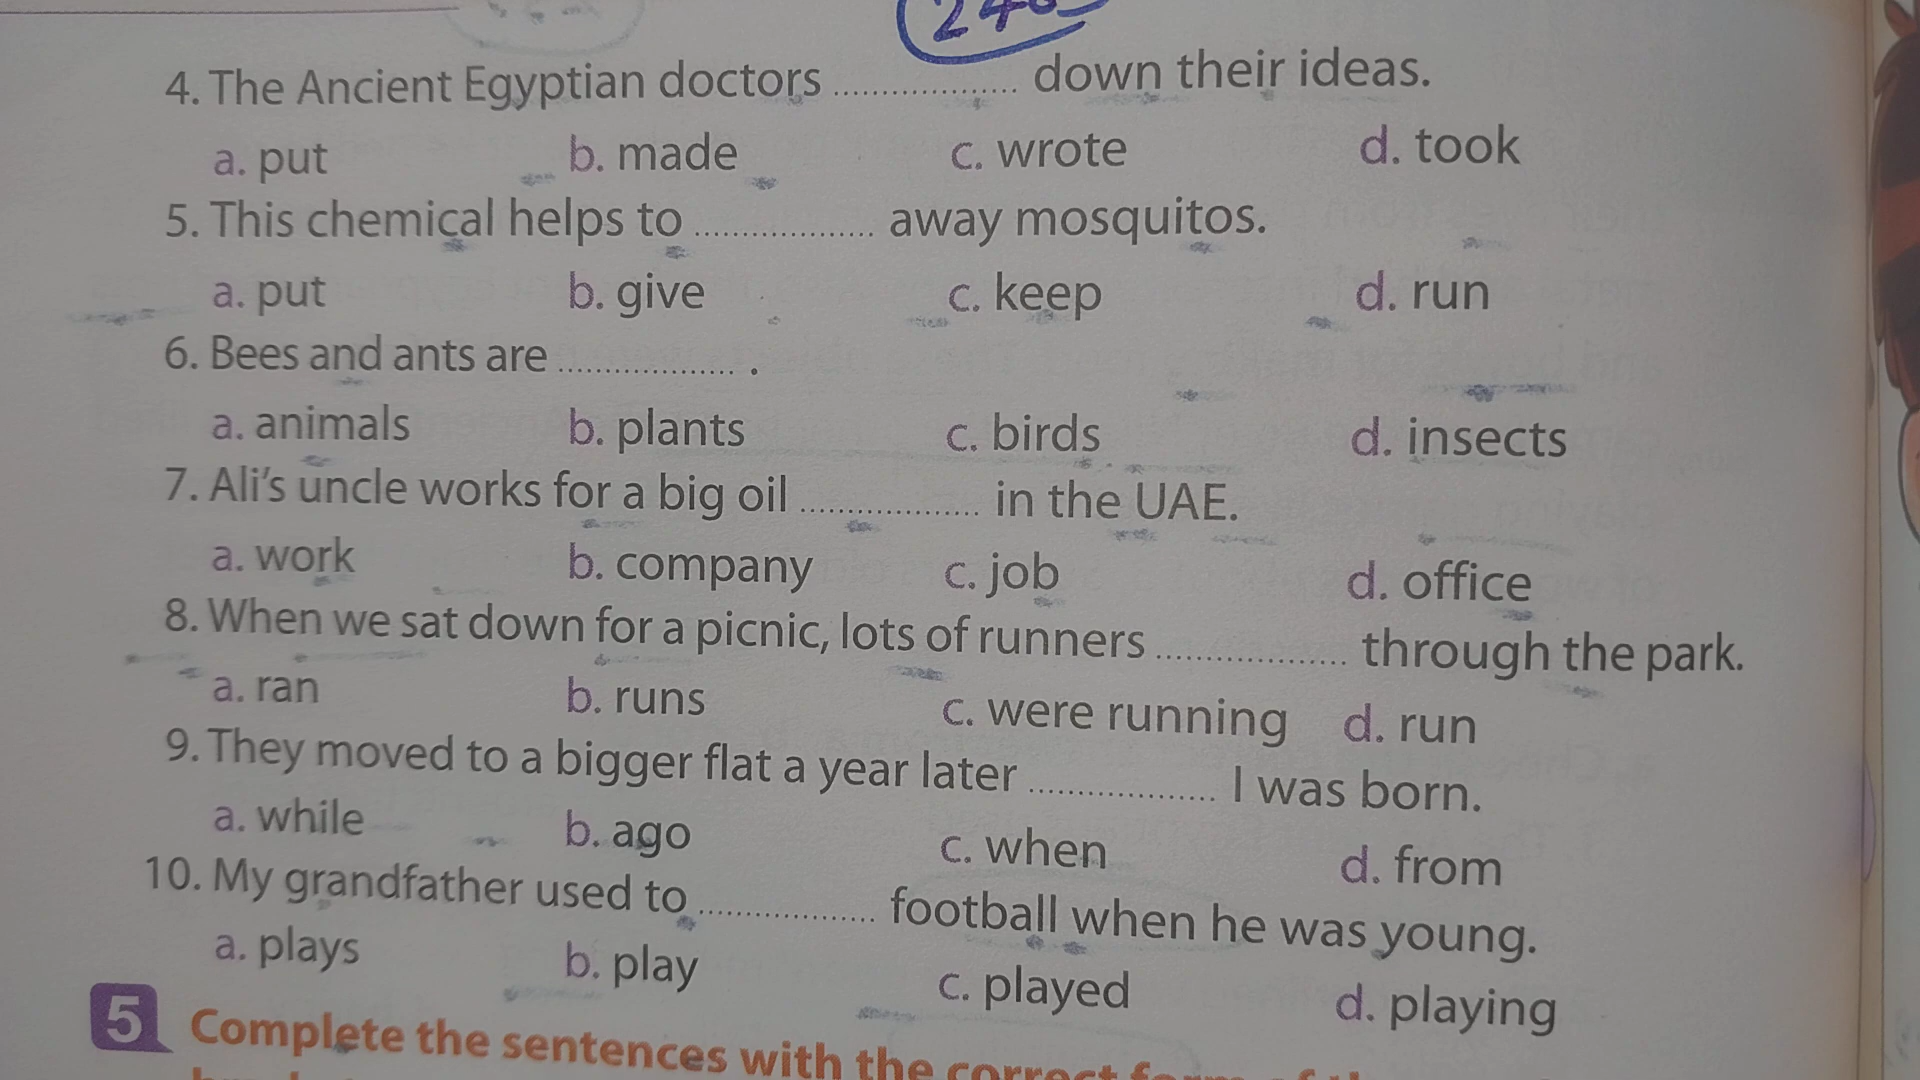 4. The Ancient Egyptian doctors ................... down their ideas.
a. put b. made c. wrote d. took
5. This chemical helps to ................... away mosquitos.
a. put b. give c. keep d. run
6. Bees and ants are ................... .
a. animals b. plants c. birds d. insects
7. Ali's uncle works for a big oil ................... in the UAE.
a. work b. company c. job d. office
8. When we sat down for a picnic, lots of runners .................... through the park.
a. ran b. runs c. were running d. run
9. They moved to a bigger flat a year later .................... I was born.
a. while b. ago c. when d. from
10. My grandfather used to ................... football when he was young.
a. plays b. play c. played d. playing
5 Complete the sentences with the correct form of